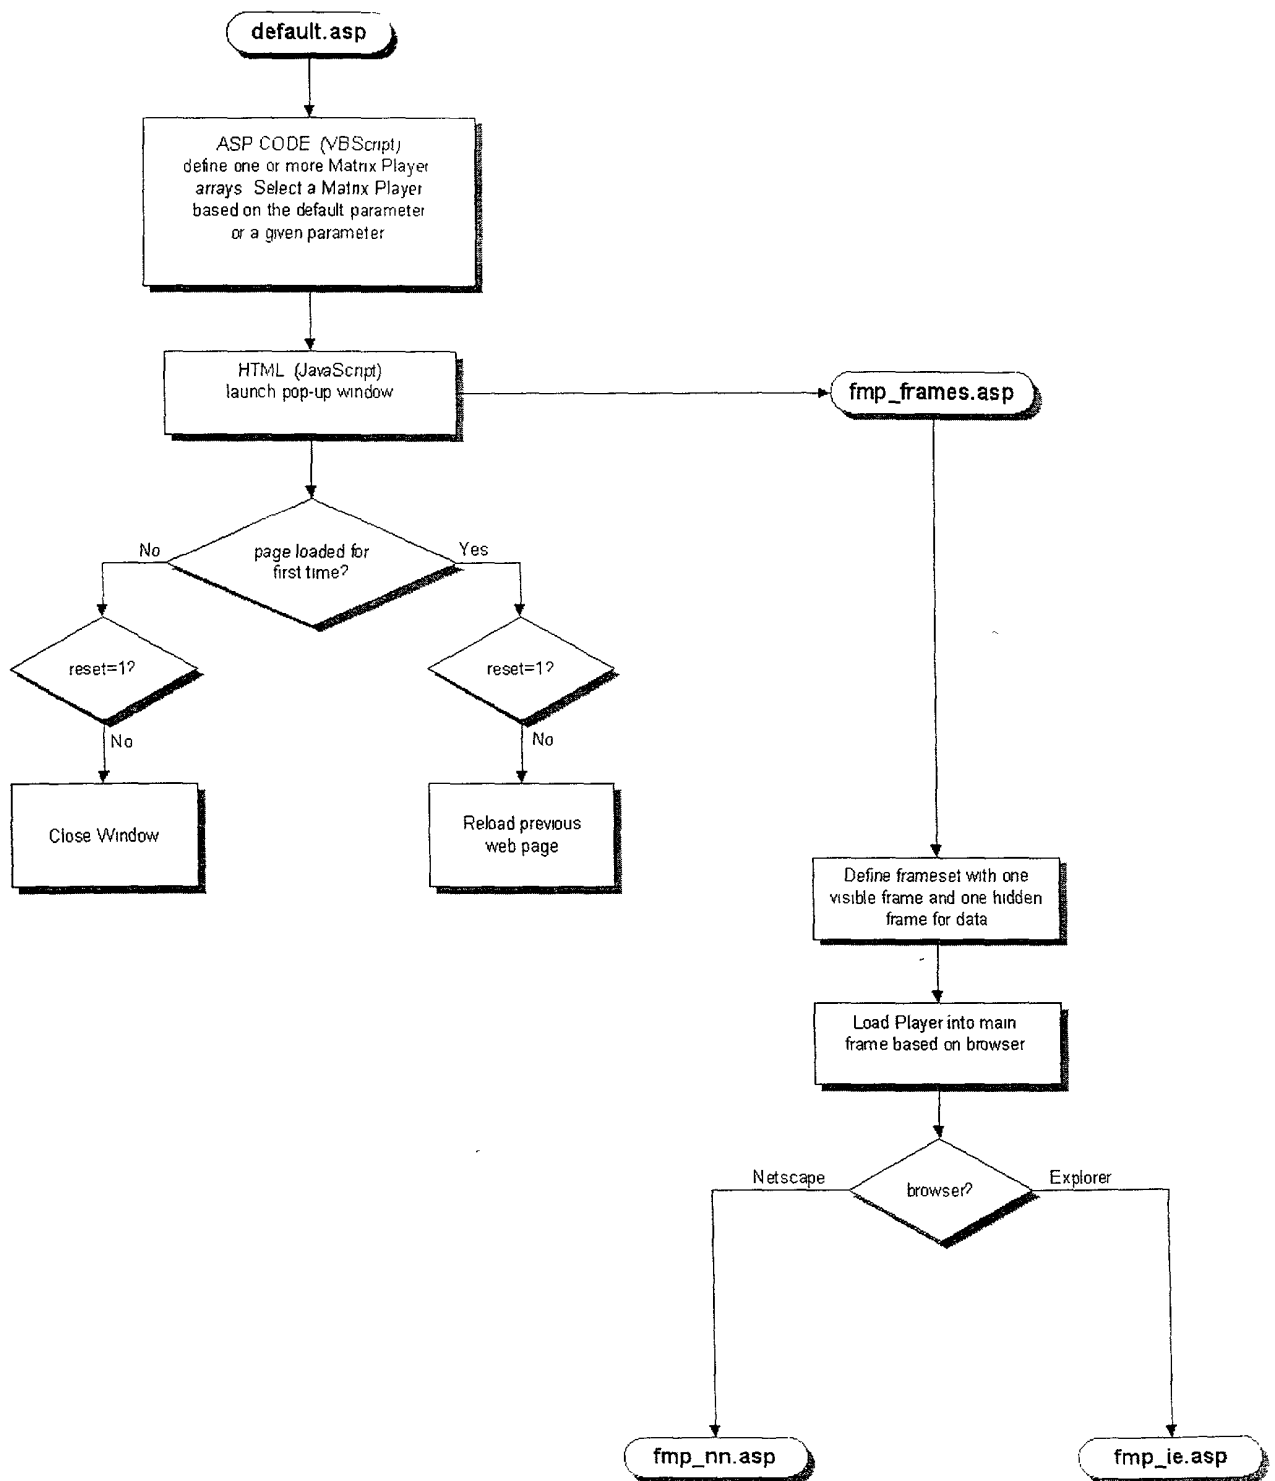 default.asp
ASP CODE (VBScript)
define one or more Matrix Player
arrays Select a Matrix Player
based on the default parameter
or a given parameter
HTML (JavaScript)
launch pop-up window
fmp_frames.asp
No
page loaded for
first time?
Yes
reset=1?
reset=1?
No
No
Close Window
Reload previous
web page
Define frameset with one
visible frame and one hidden
frame for data
Load Player into main
frame based on browser
Netscape
browser?
Explorer
fmp_nn.asp
fmp_ie.asp